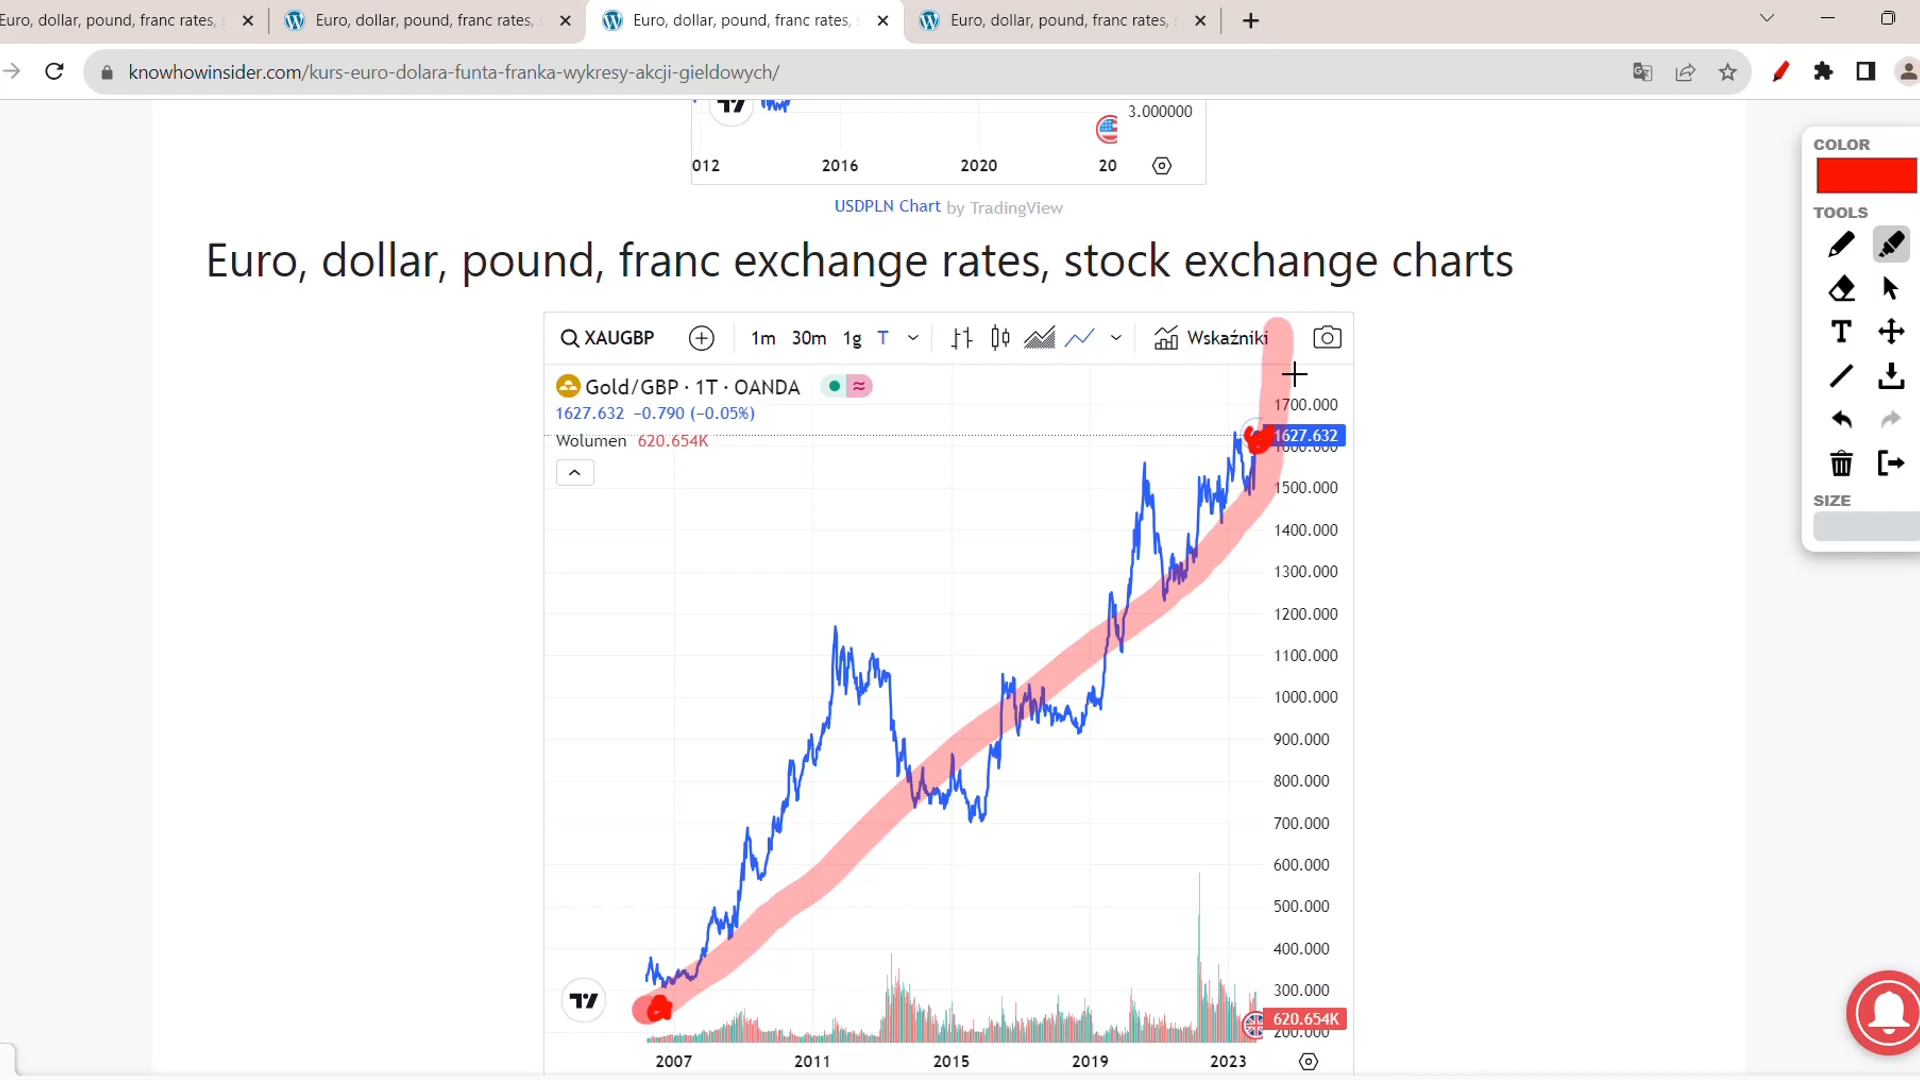 Euro, dollar, pound, franc rates,
Euro, dollar, pound, franc rates,
Euro, dollar, pound, franc rates,
Euro, dollar, pound, franc rates,
knowhowinsider.com/kurs-euro-dolara-funta-franka-wykresy-akcji-gieldowych/
3.000000
012 2016 2020 20
USDPLN Chart by TradingView
Euro, dollar, pound, franc exchange rates, stock exchange charts
XAUGBP 1m 30m 1g T Wskaźniki
Gold/GBP · 1T · OANDA
1627.632 −0.790 (−0.05%)
Wolumen 620.654K
1700.000
1627.632
1600.000
1500.000
1400.000
1300.000
1200.000
1100.000
1000.000
900.000
800.000
700.000
600.000
500.000
400.000
300.000
620.654K
200.000
2007 2011 2015 2019 2023
COLOR
TOOLS
T
SIZE